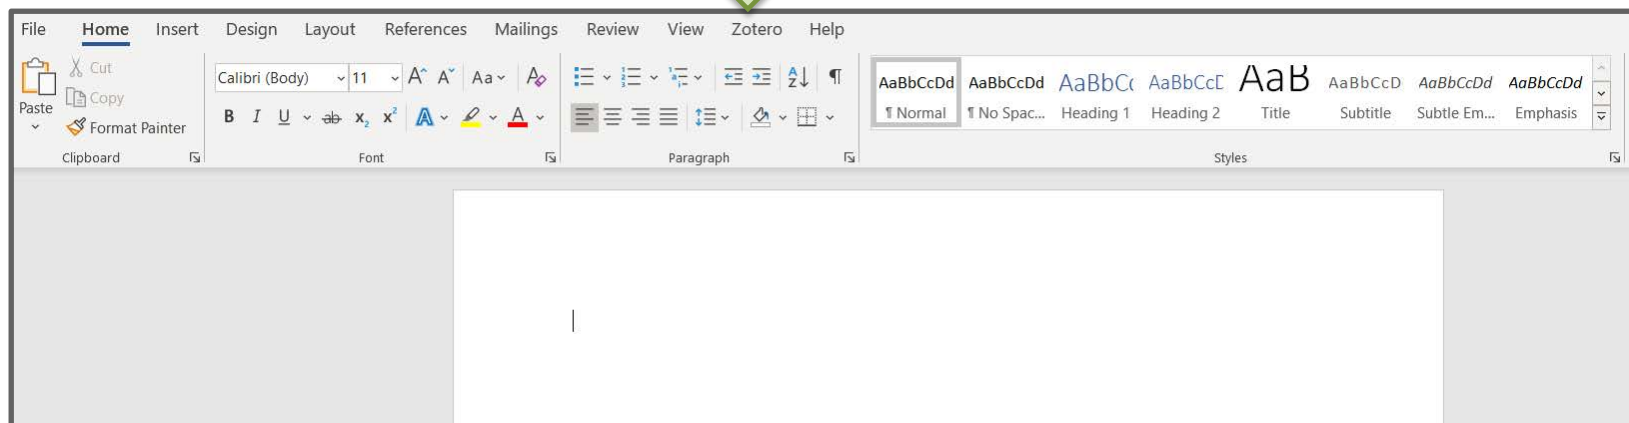 File Home Insert Design Layout References Mailings Review View Zotero Help
Paste
Cut
Copy
Format Painter
Clipboard
Calibri (Body) 11 A A Aa A
B I U ab x2 x2 A A
Font
Paragraph
AaBbCcDd AaBbCcDd AaBbCc AaBbCcE AaB AaBbCcD AaBbCcDd AaBbCcDd
¶ Normal ¶ No Spac... Heading 1 Heading 2 Title Subtitle Subtle Em... Emphasis
Styles